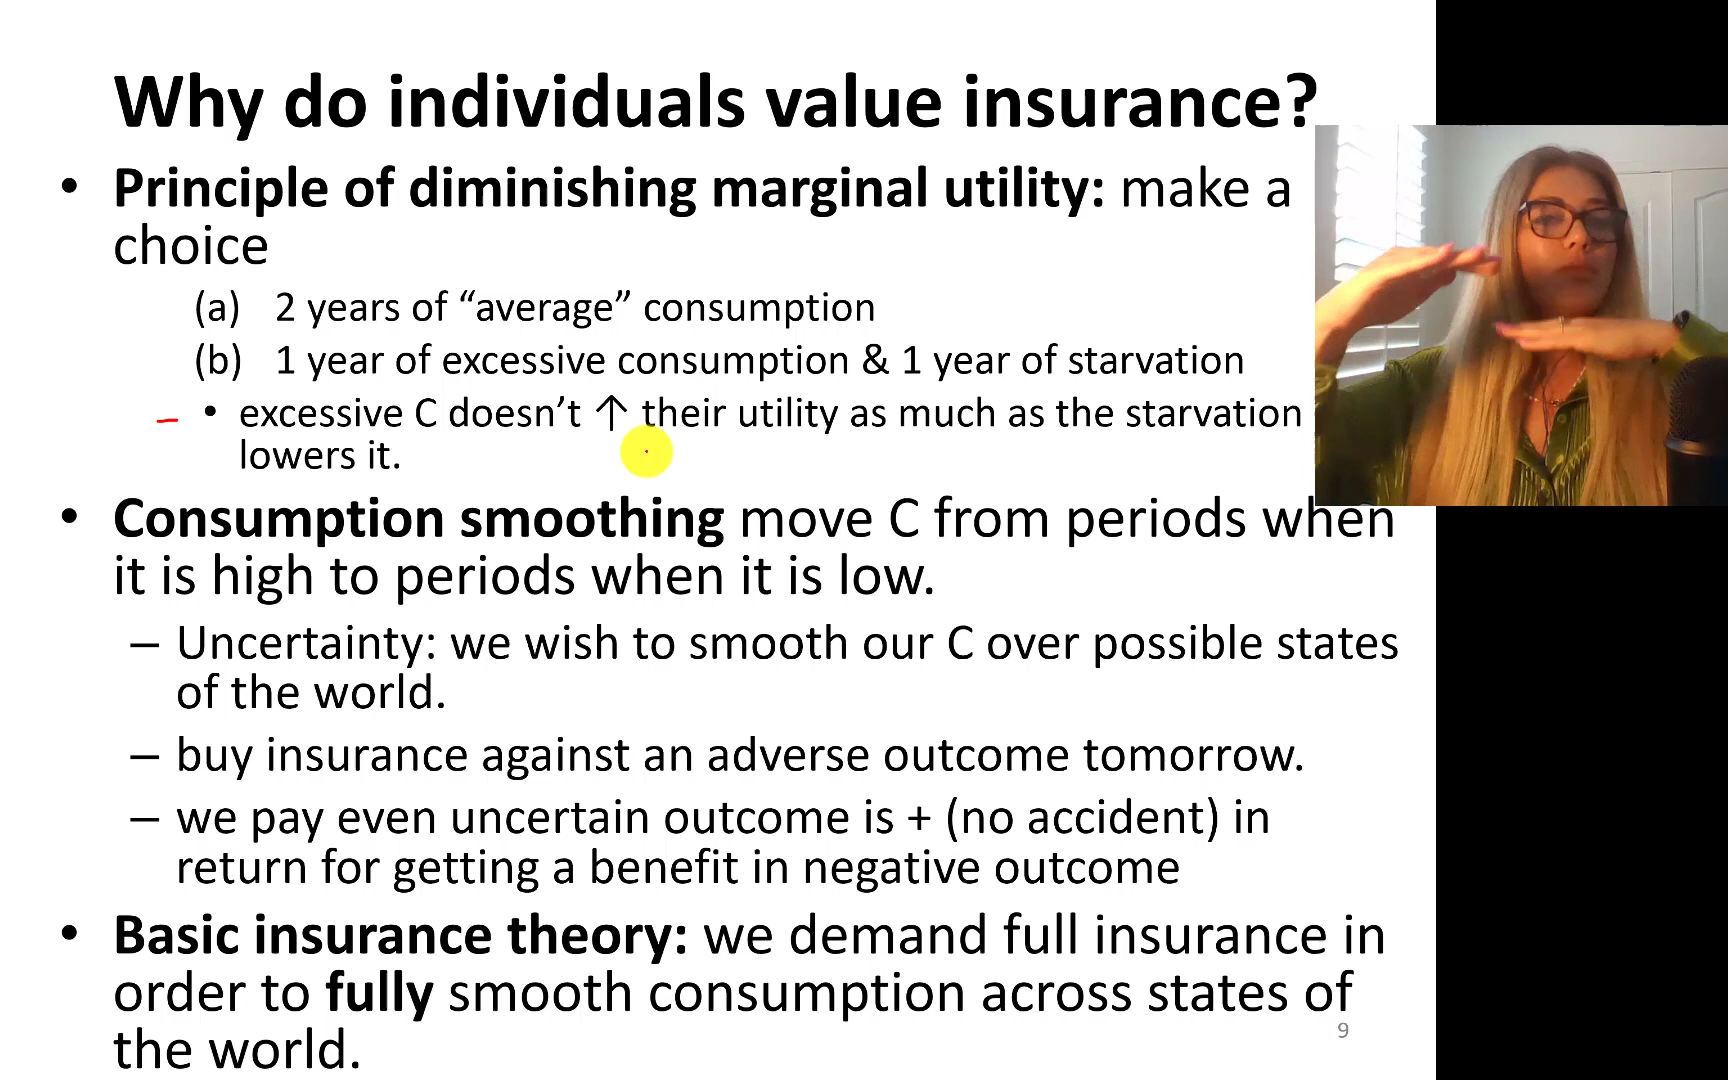 Why do individuals value insurance?
• Principle of diminishing marginal utility: make a
choice
(a) 2 years of “average” consumption
(b) 1 year of excessive consumption & 1 year of starvation
• excessive C doesn’t ↑ their utility as much as the starvation
lowers it.
• Consumption smoothing move C from periods when
it is high to periods when it is low.
– Uncertainty: we wish to smooth our C over possible states
of the world.
– buy insurance against an adverse outcome tomorrow.
– we pay even uncertain outcome is + (no accident) in
return for getting a benefit in negative outcome
• Basic insurance theory: we demand full insurance in
order to fully smooth consumption across states of
the world.
9